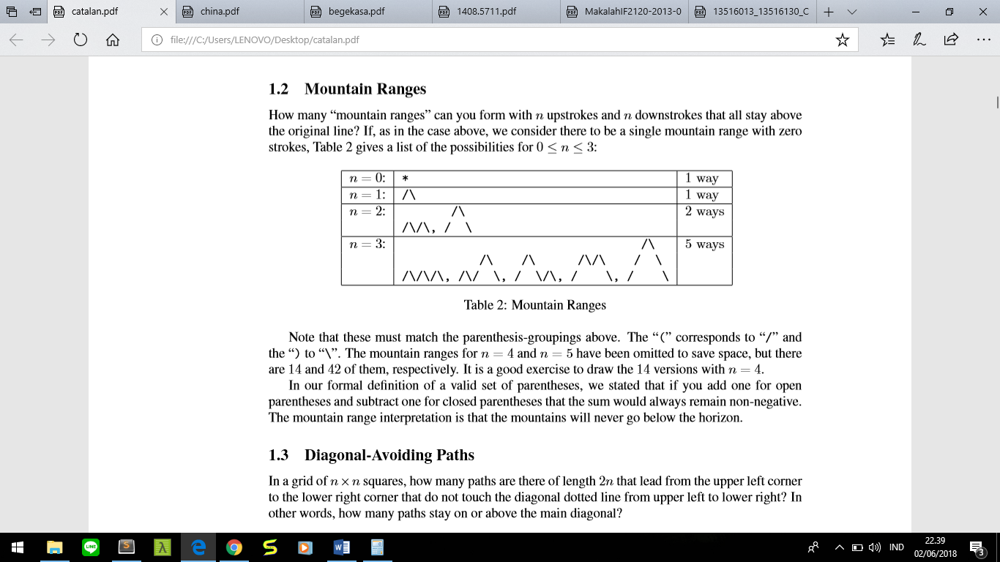 catalan.pdf
china.pdf
begekasa.pdf
1408.5711.pdf
MakalahIF2120-2013-0
13516013_13516130_C
file:///C:/Users/LENOVO/Desktop/catalan.pdf
1.2 Mountain Ranges
How many “mountain ranges” can you form with n upstrokes and n downstrokes that all stay above
the original line? If, as in the case above, we consider there to be a single mountain range with zero
strokes, Table 2 gives a list of the possibilities for 0 ≤ n ≤ 3:
n = 0: * 1 way
n = 1: /\ 1 way
n = 2: /\ 2 ways
/\/\, / \
n = 3: /\ 5 ways
/\ /\ /\/\ / \
/\/\/\, /\/ \, / \/\, / \, / \
Table 2: Mountain Ranges
Note that these must match the parenthesis-groupings above. The “(” corresponds to “/” and
the “) to “\”. The mountain ranges for n = 4 and n = 5 have been omitted to save space, but there
are 14 and 42 of them, respectively. It is a good exercise to draw the 14 versions with n = 4.
In our formal definition of a valid set of parentheses, we stated that if you add one for open
parentheses and subtract one for closed parentheses that the sum would always remain non-negative.
The mountain range interpretation is that the mountains will never go below the horizon.
1.3 Diagonal-Avoiding Paths
In a grid of n × n squares, how many paths are there of length 2n that lead from the upper left corner
to the lower right corner that do not touch the diagonal dotted line from upper left to lower right? In
other words, how many paths stay on or above the main diagonal?
IND
22.39
02/06/2018
3